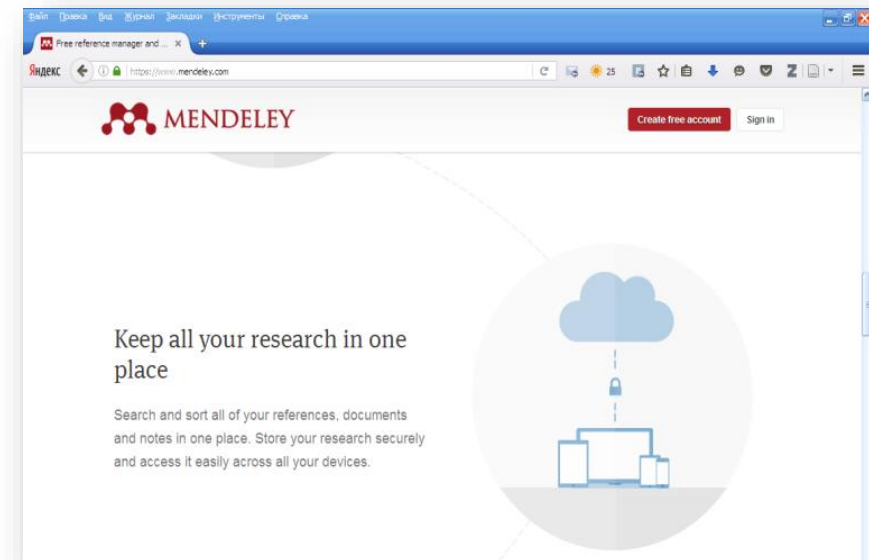 Файл Правка Вид Журнал Закладки Инструменты Справка
Free reference manager and ... × +
Яндекс https://www.mendeley.com 25 Z
MENDELEY Create free account Sign in
Keep all your research in one
place
Search and sort all of your references, documents
and notes in one place. Store your research securely
and access it easily across all your devices.